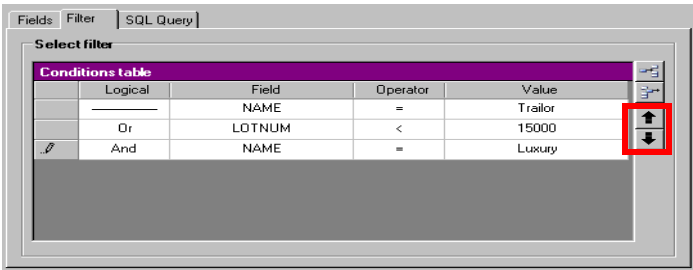 Fields Filter SQL Query
Select filter
Conditions table
Logical Field Operator Value
NAME = Trailor
Or LOTNUM < 15000
And NAME = Luxury